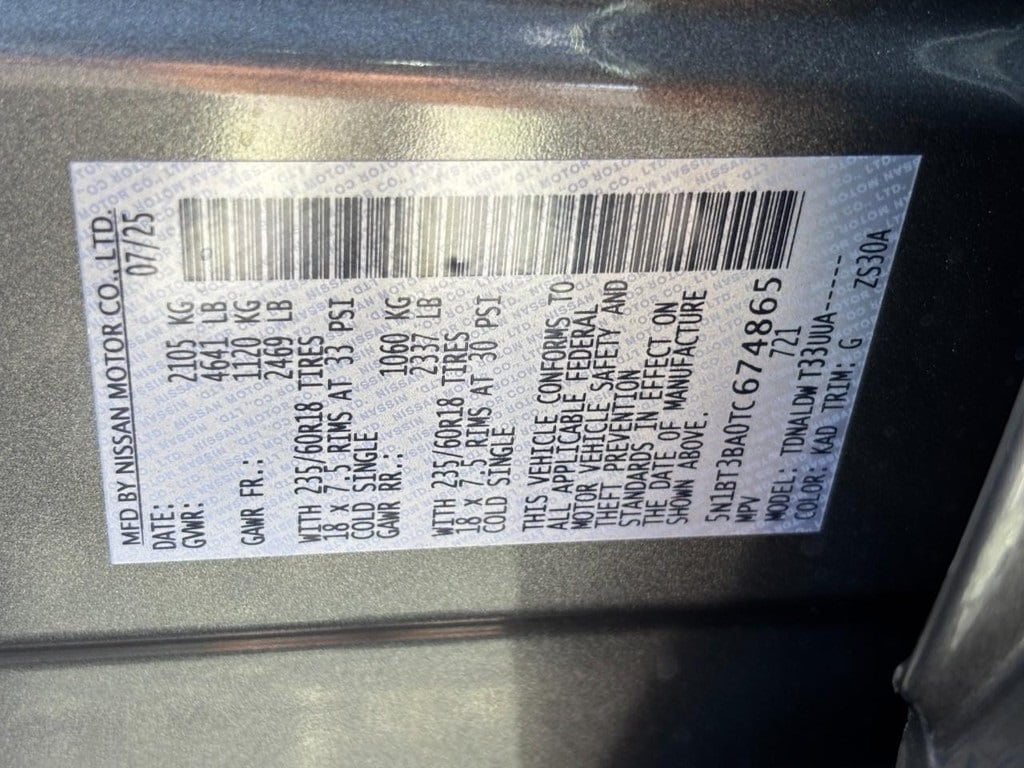 MFD BY NISSAN MOTOR CO., LTD.
DATE: 07/25
GVWR: 2105 KG
4641 LB
GAWR FR.: 1120 KG
2469 LB
WITH 235/60R18 TIRES
18 x 7.5 RIMS AT 33 PSI
COLD SINGLE
GAWR RR.: 1060 KG
2337 LB
WITH 235/60R18 TIRES
18 x 7.5 RIMS AT 30 PSI
COLD SINGLE
THIS VEHICLE CONFORMS TO
ALL APPLICABLE FEDERAL
MOTOR VEHICLE SAFETY AND
THEFT PREVENTION
STANDARDS IN EFFECT ON
THE DATE OF MANUFACTURE
SHOWN ABOVE.
5N1BT3BA0TC674865
MPV 721
MODEL: TDNALDWT33UUA------
COLOR: KAD TRIM: G ZS30A